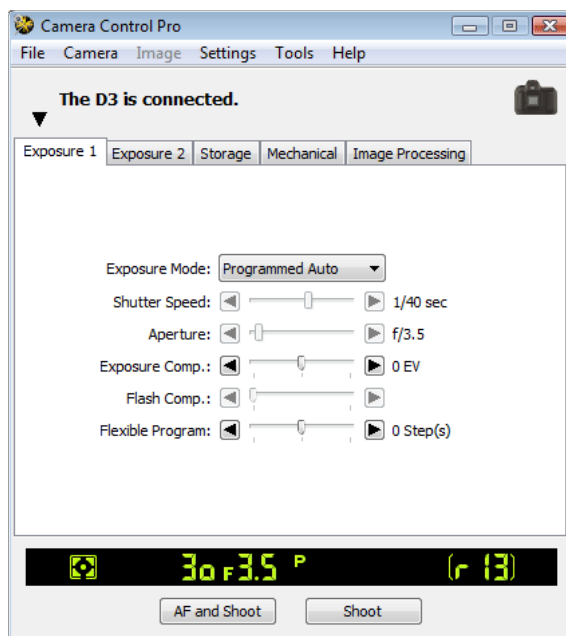 Camera Control Pro
File Camera Image Settings Tools Help
The D3 is connected.
Exposure 1 Exposure 2 Storage Mechanical Image Processing
Exposure Mode: Programmed Auto
Shutter Speed: 1/40 sec
Aperture: f/3.5
Exposure Comp.: 0 EV
Flash Comp.:
Flexible Program: 0 Step(s)
30 F3.5 P (r 13)
AF and Shoot Shoot